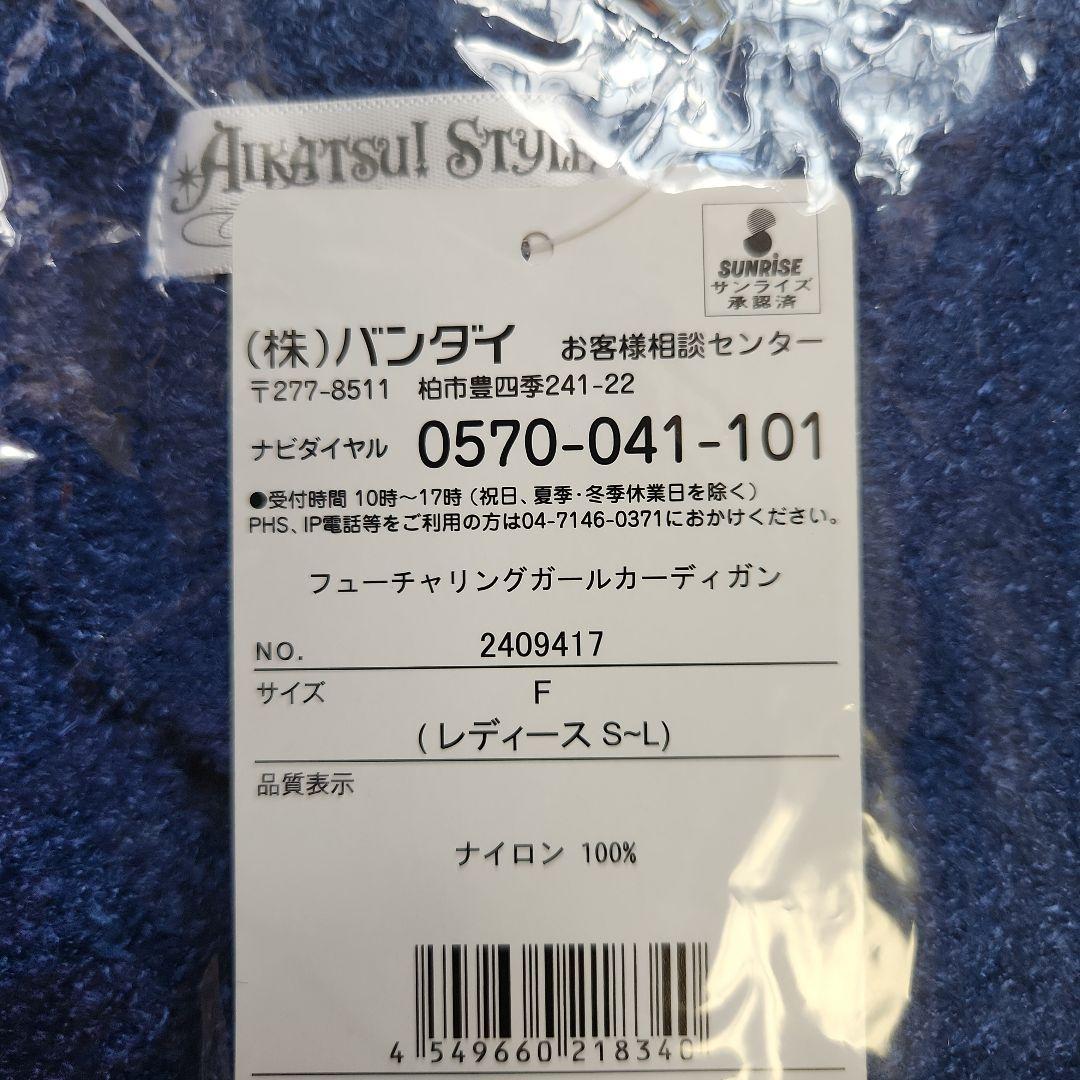 AIKATSU! STYLE
SUNRISE
サンライズ
承認済
(株)バンダイ お客様相談センター
〒277-8511 柏市豊四季241-22
ナビダイヤル 0570-041-101
●受付時間 10時～17時(祝日、夏季・冬季休業日を除く)
PHS、IP電話等をご利用の方は04-7146-0371におかけください。
フューチャリングガールカーディガン
NO. 2409417
サイズ F
(レディース S~L)
品質表示
ナイロン 100%
4 549660 218340